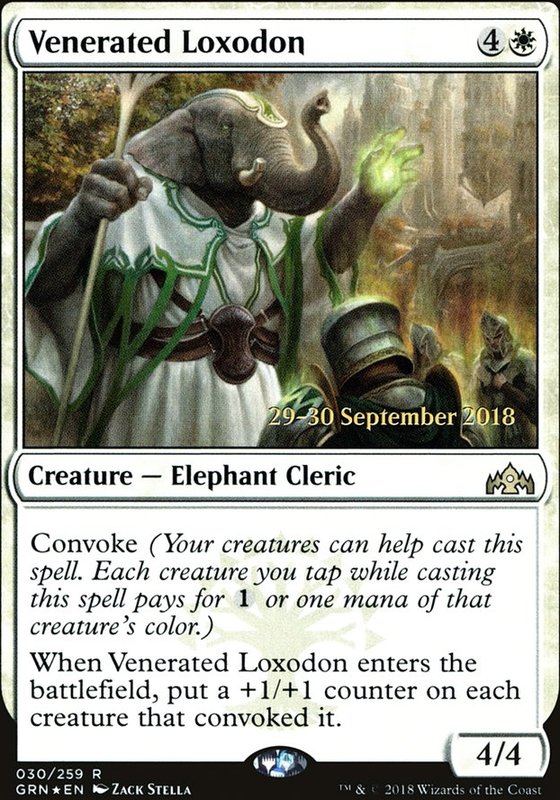 Venerated Loxodon 4
29-30 September 2018
Creature — Elephant Cleric
Convoke (Your creatures can help cast this
spell. Each creature you tap while casting
this spell pays for 1 or one mana of that
creature's color.)
When Venerated Loxodon enters the
battlefield, put a +1/+1 counter on each
creature that convoked it.
4/4
030/259 R
GRN★EN Zack Stella
™ & © 2018 Wizards of the Coast